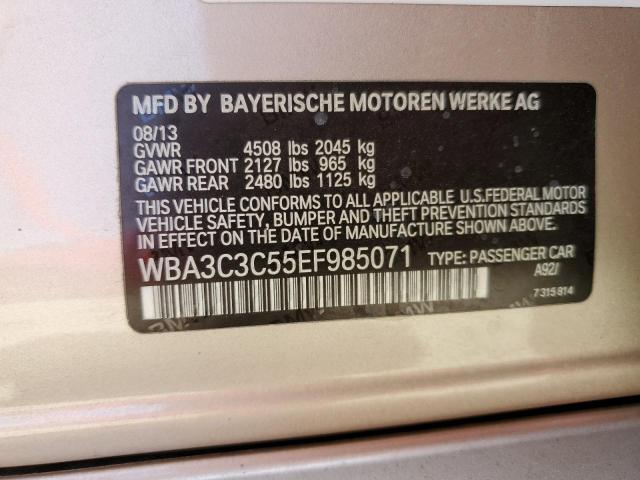 MFD BY BAYERISCHE MOTOREN WERKE AG
08/13
GVWR 4508 lbs 2045 kg
GAWR FRONT 2127 lbs 965 kg
GAWR REAR 2480 lbs 1125 kg
THIS VEHICLE CONFORMS TO ALL APPLICABLE U.S.FEDERAL MOTOR
VEHICLE SAFETY, BUMPER AND THEFT PREVENTION STANDARDS
IN EFFECT ON THE DATE OF MANUFACTURE SHOWN ABOVE.
WBA3C3C55EF985071 TYPE: PASSENGER CAR
A92/
7315814